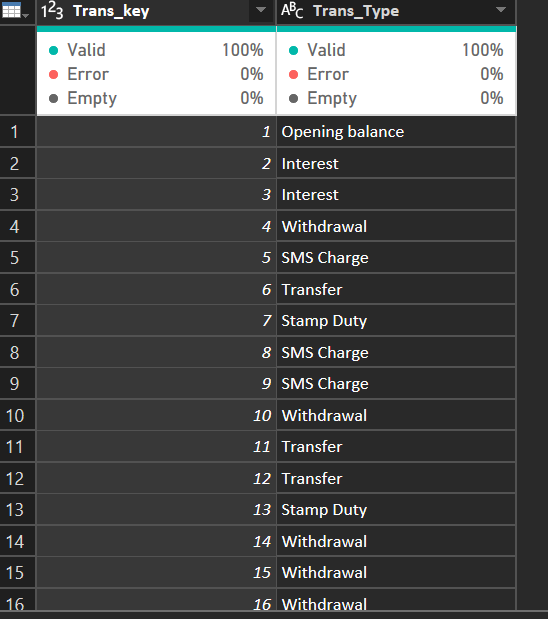 1²3 Trans_key ABC Trans_Type
Valid 100% Valid 100%
Error 0% Error 0%
Empty 0% Empty 0%
1 1 Opening balance
2 2 Interest
3 3 Interest
4 4 Withdrawal
5 5 SMS Charge
6 6 Transfer
7 7 Stamp Duty
8 8 SMS Charge
9 9 SMS Charge
10 10 Withdrawal
11 11 Transfer
12 12 Transfer
13 13 Stamp Duty
14 14 Withdrawal
15 15 Withdrawal
16 16 Withdrawal